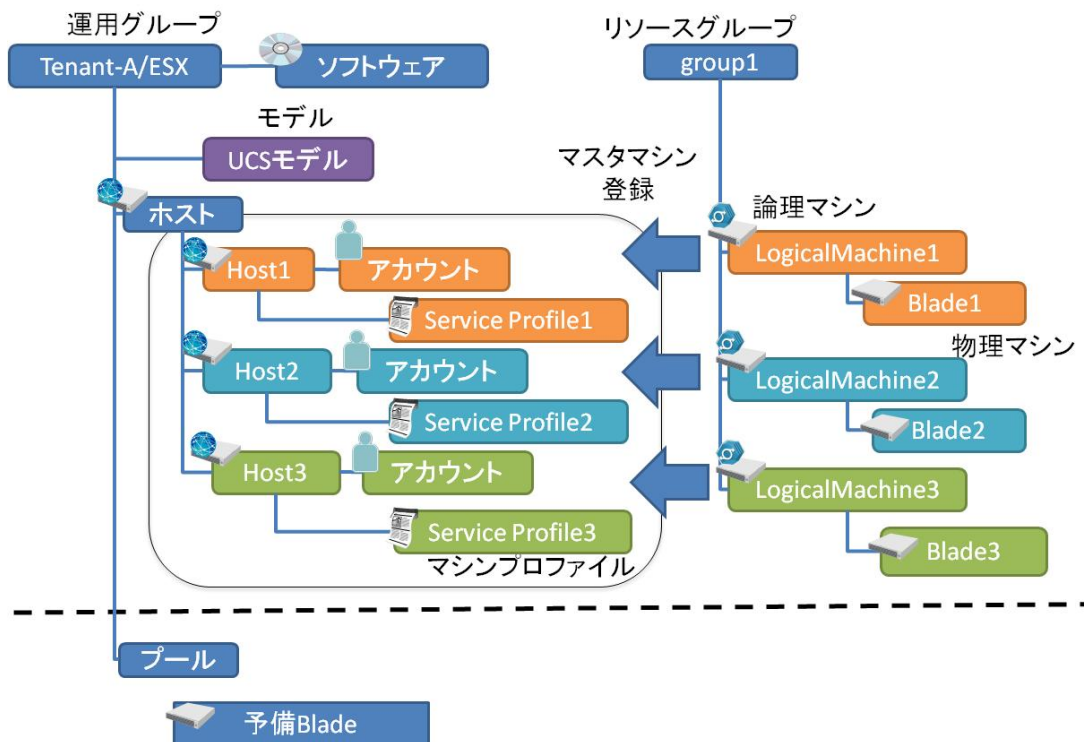 運用グループ
リソースグループ
Tenant-A/ESX
ソフトウェア
group1
モデル
UCSモデル
マスタマシン
登録
ホスト
論理マシン
Host1
アカウント
LogicalMachine1
Blade1
Service Profile1
物理マシン
Host2
アカウント
LogicalMachine2
Service Profile2
Blade2
Host3
アカウント
LogicalMachine3
Service Profile3
Blade3
マシンプロファイル
プール
予備Blade